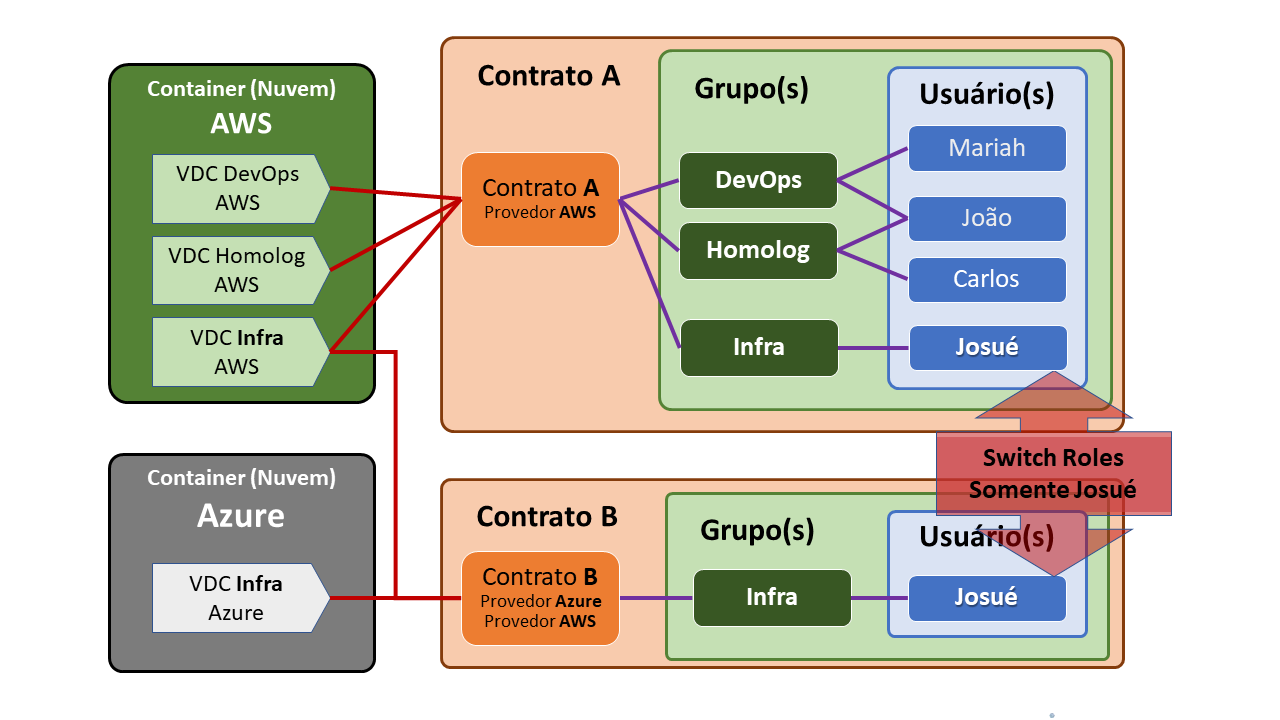 Container (Nuvem)
AWS
VDC DevOps
AWS
VDC Homolog
AWS
VDC Infra
AWS
Container (Nuvem)
Azure
VDC Infra
Azure
Contrato A
Contrato A
Provedor AWS
Grupo(s)
DevOps
Homolog
Infra
Usuário(s)
Mariah
João
Carlos
Josué
Switch Roles
Somente Josué
Contrato B
Contrato B
Provedor Azure
Provedor AWS
Grupo(s)
Infra
Usuário(s)
Josué